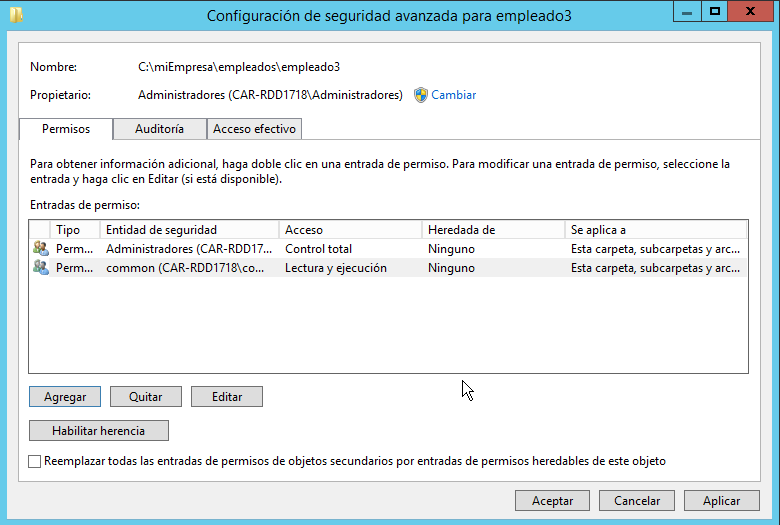 Configuración de seguridad avanzada para empleado3
Nombre: C:\miEmpresa\empleados\empleado3
Propietario: Administradores (CAR-RDD1718\Administradores) Cambiar
Permisos Auditoría Acceso efectivo
Para obtener información adicional, haga doble clic en una entrada de permiso. Para modificar una entrada de permiso, seleccione la
entrada y haga clic en Editar (si está disponible).
Entradas de permiso:
Tipo Entidad de seguridad Acceso Heredada de Se aplica a
Perm... Administradores (CAR-RDD17... Control total Ninguno Esta carpeta, subcarpetas y arc...
Perm... common (CAR-RDD1718\co... Lectura y ejecución Ninguno Esta carpeta, subcarpetas y arc...
Agregar Quitar Editar
Habilitar herencia
Reemplazar todas las entradas de permisos de objetos secundarios por entradas de permisos heredables de este objeto
Aceptar Cancelar Aplicar